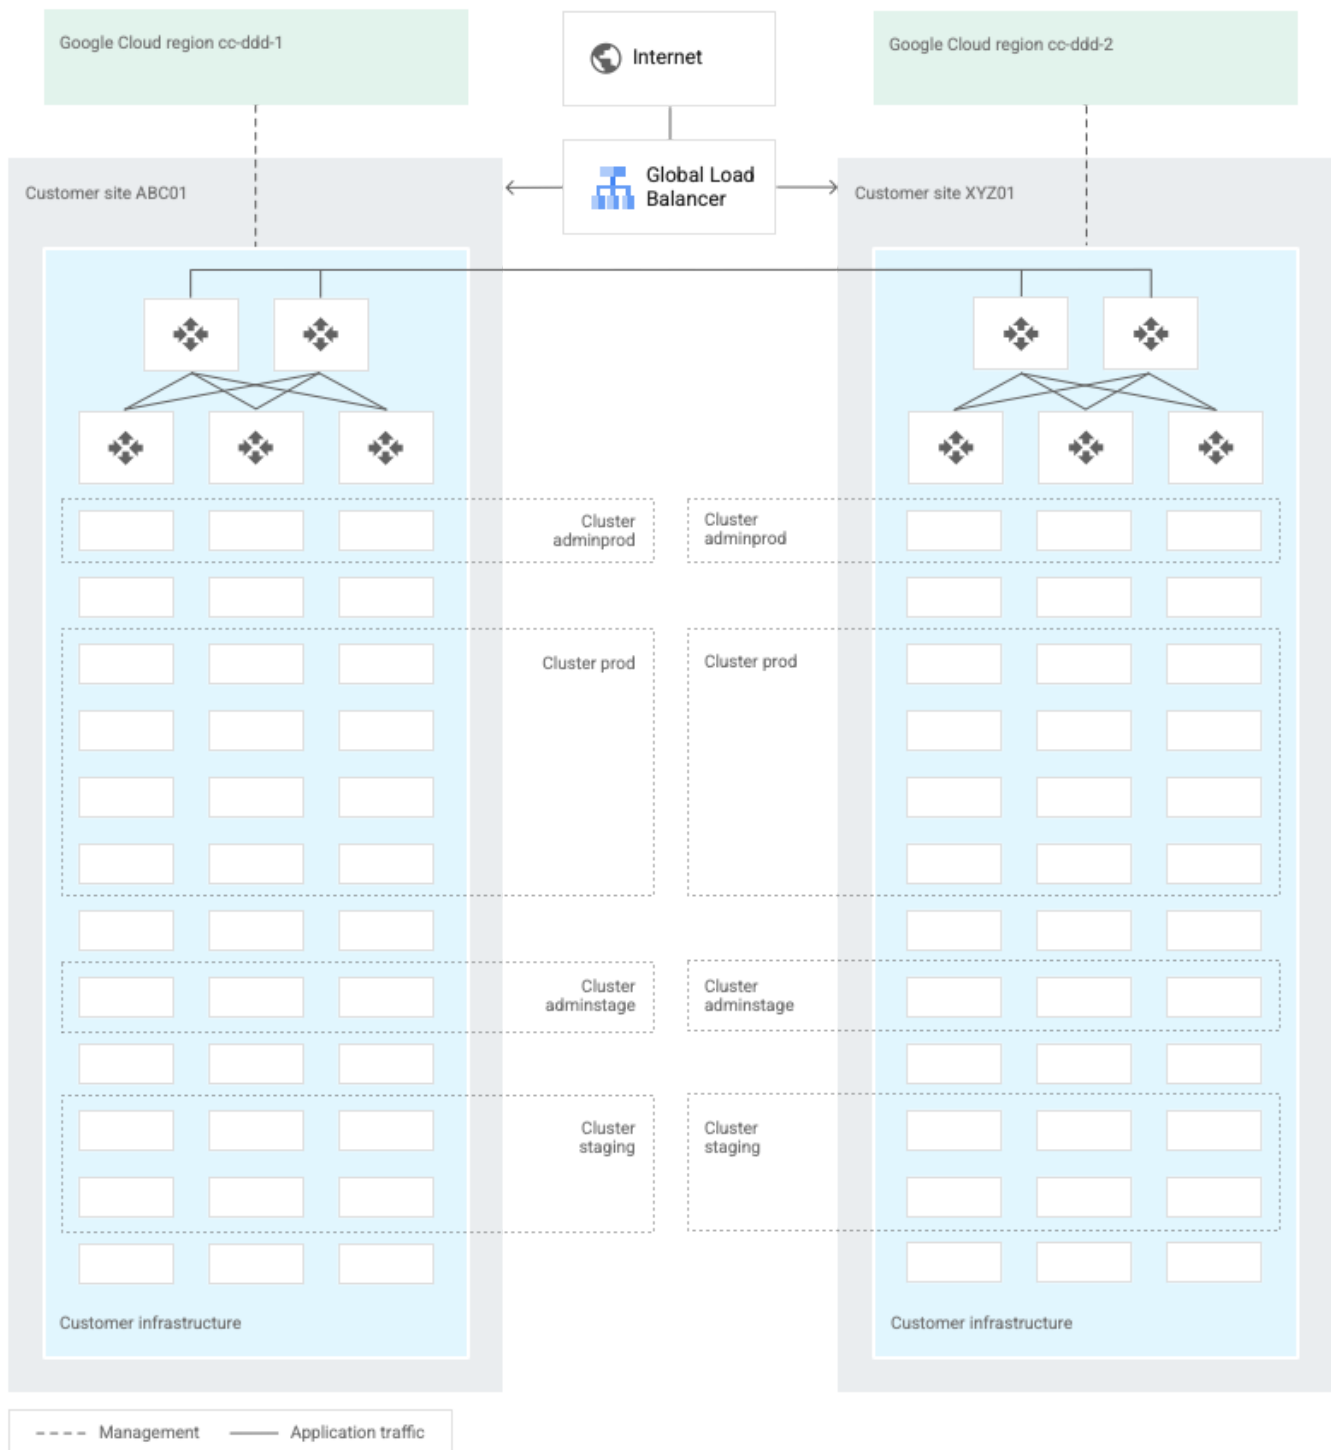 Google Cloud region cc-ddd-1
Internet
Google Cloud region cc-ddd-2
Customer site ABC01
Global Load
Balancer
Customer site XYZ01
Cluster
adminprod
Cluster
adminprod
Cluster prod
Cluster prod
Cluster
adminstage
Cluster
adminstage
Cluster
staging
Cluster
staging
Customer infrastructure
Customer infrastructure
Management
Application traffic